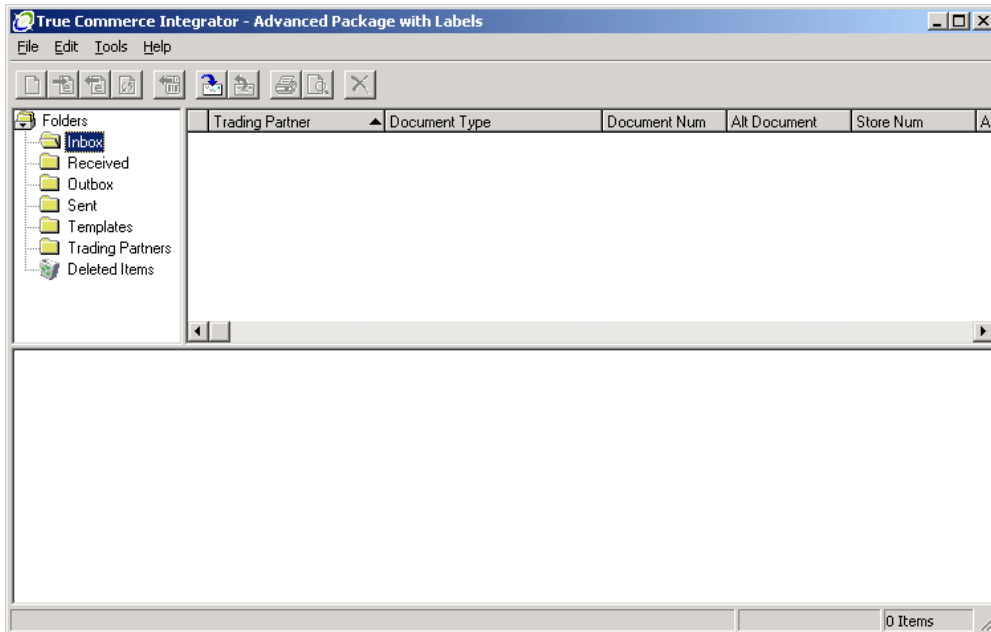 True Commerce Integrator - Advanced Package with Labels
File Edit Tools Help
Folders
Trading Partner Document Type Document Num Alt Document Store Num A
Inbox
Received
Outbox
Sent
Templates
Trading Partners
Deleted Items
0 Items